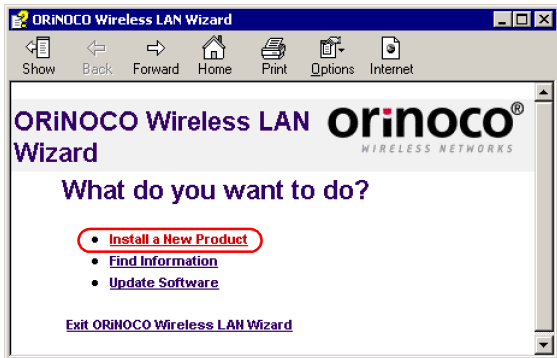 ORiNOCO Wireless LAN Wizard
Show Back Forward Home Print Options Internet
ORiNOCO Wireless LAN
Wizard
orinoco®
WIRELESS NETWORKS
What do you want to do?
Install a New Product
Find Information
Update Software
Exit ORiNOCO Wireless LAN Wizard